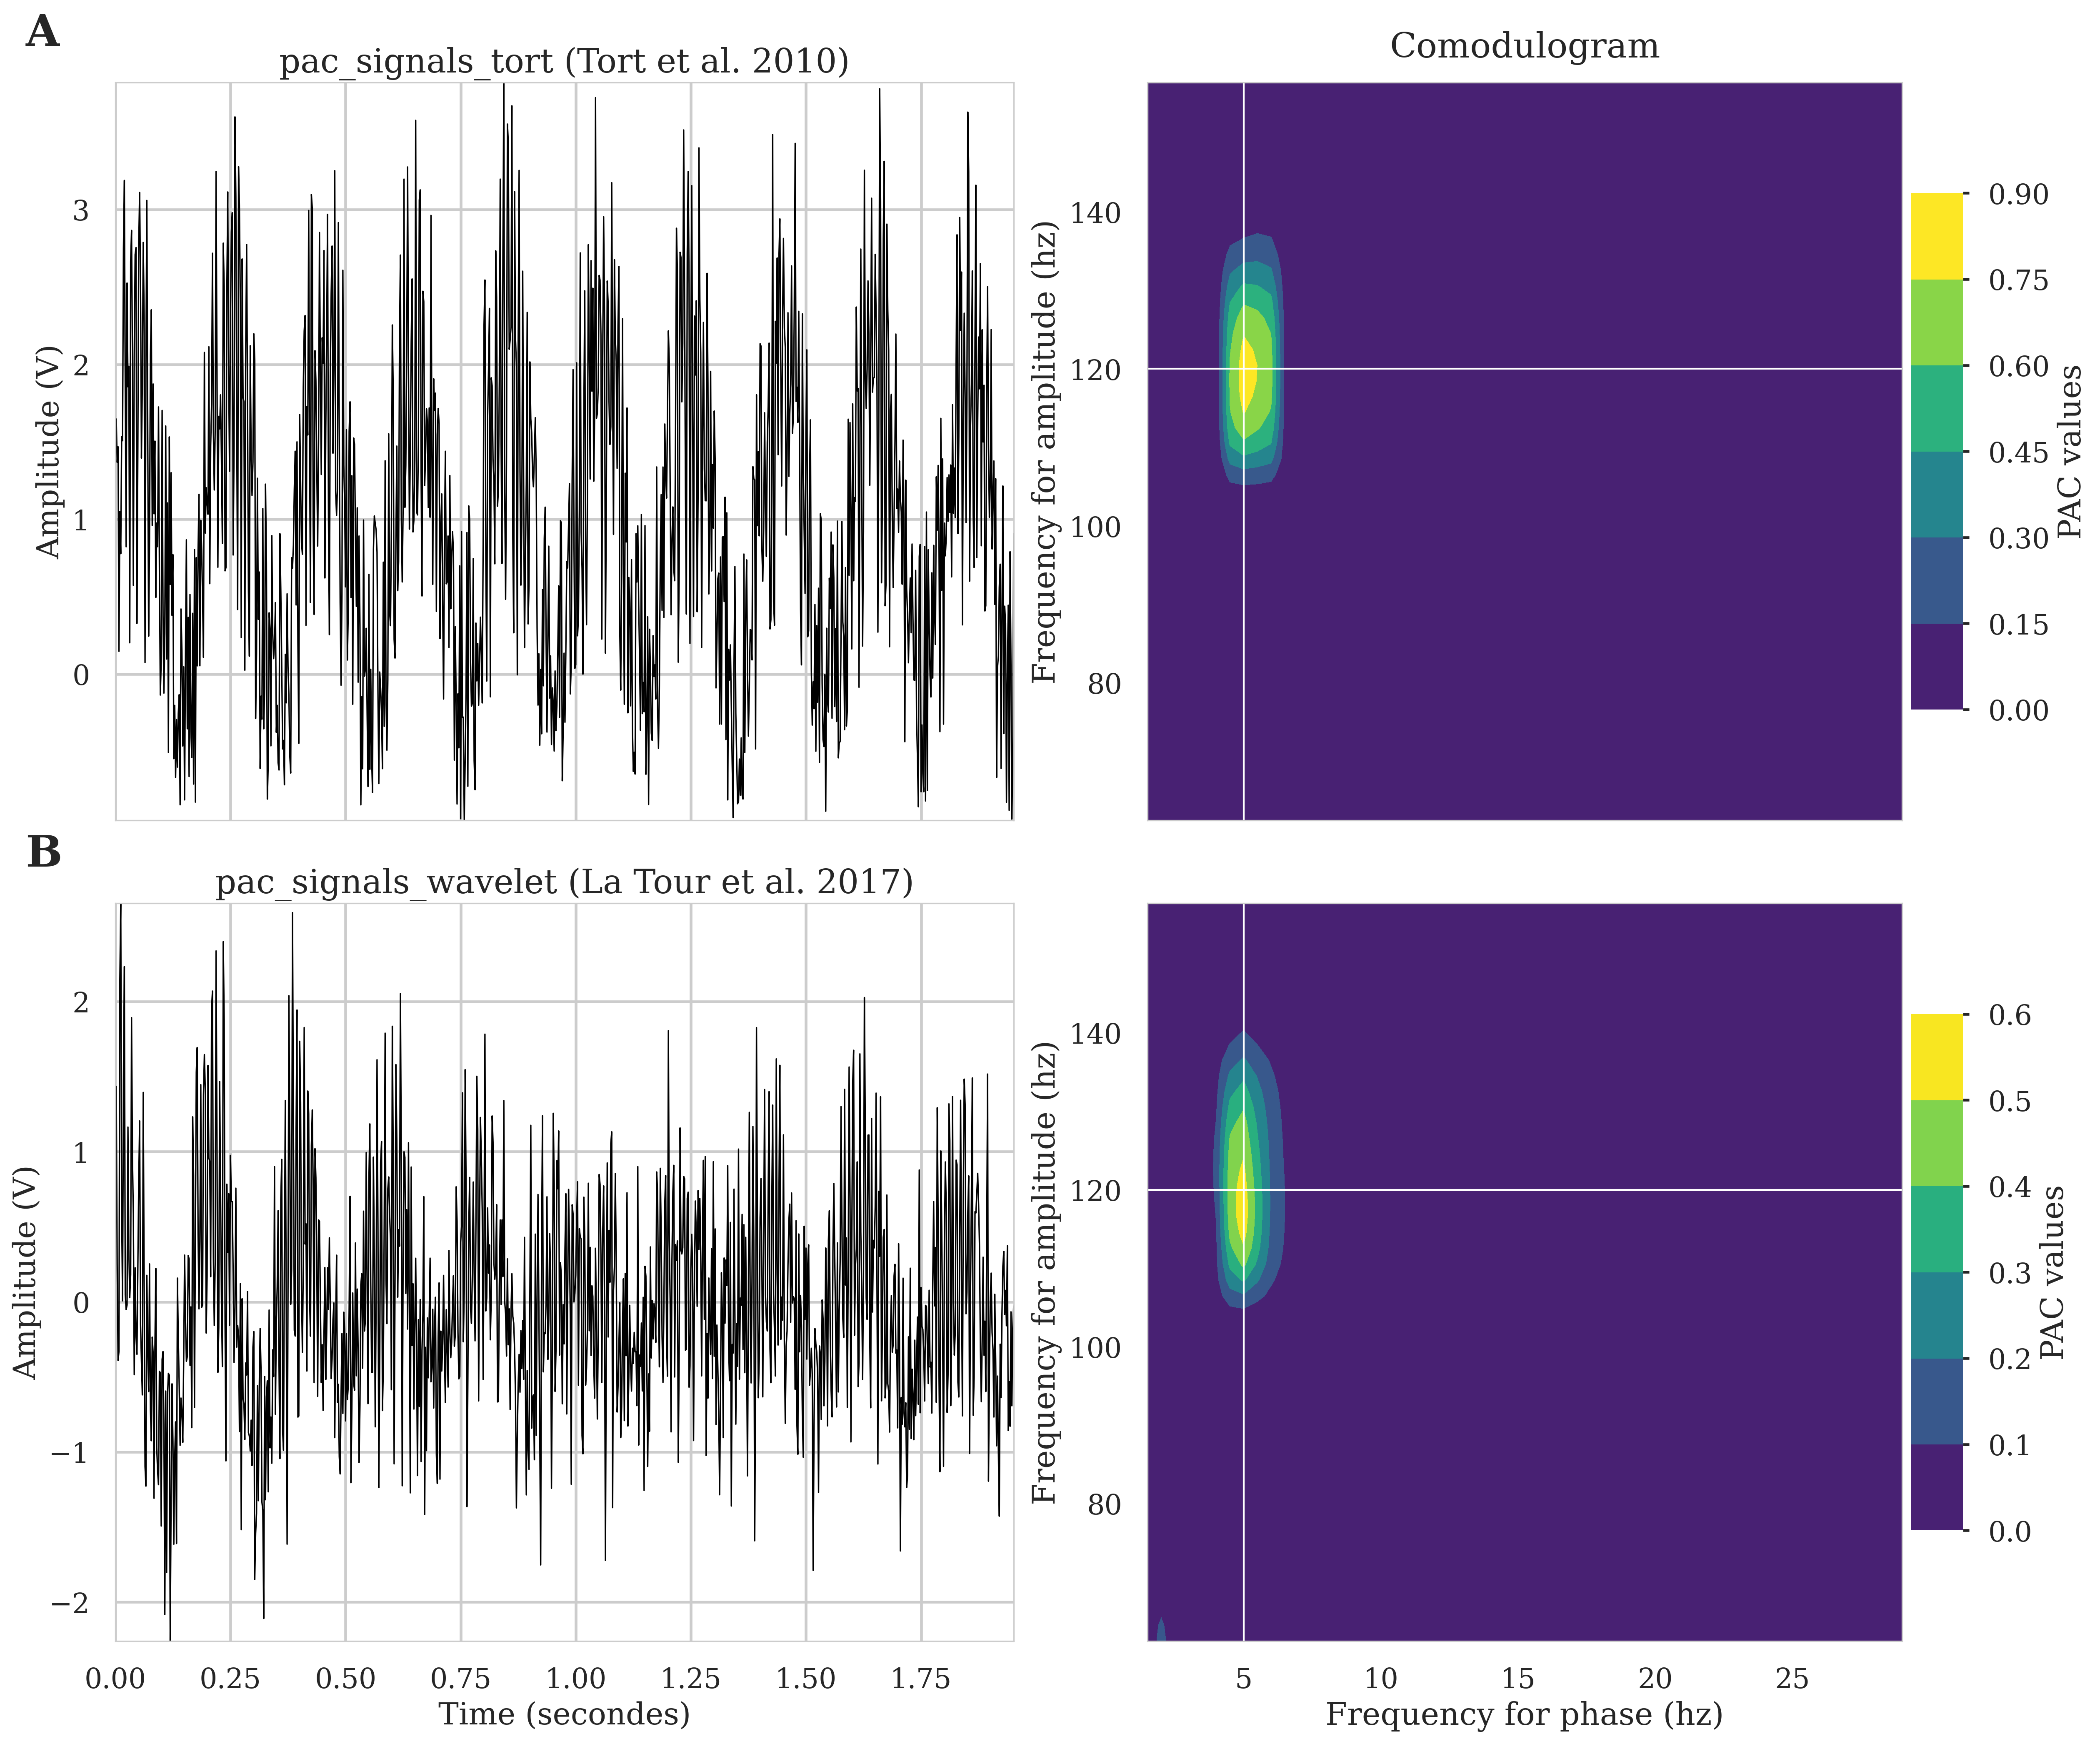 A
pac_signals_tort (Tort et al. 2010)
Amplitude (V)
3
2
1
0
Comodulogram
Frequency for amplitude (hz)
140
120
100
80
0.90
0.75
0.60
0.45
0.30
0.15
0.00
PAC values
B
pac_signals_wavelet (La Tour et al. 2017)
Amplitude (V)
2
1
0
−1
−2
0.00 0.25 0.50 0.75 1.00 1.25 1.50 1.75
Time (secondes)
Frequency for amplitude (hz)
140
120
100
80
5 10 15 20 25
Frequency for phase (hz)
0.6
0.5
0.4
0.3
0.2
0.1
0.0
PAC values